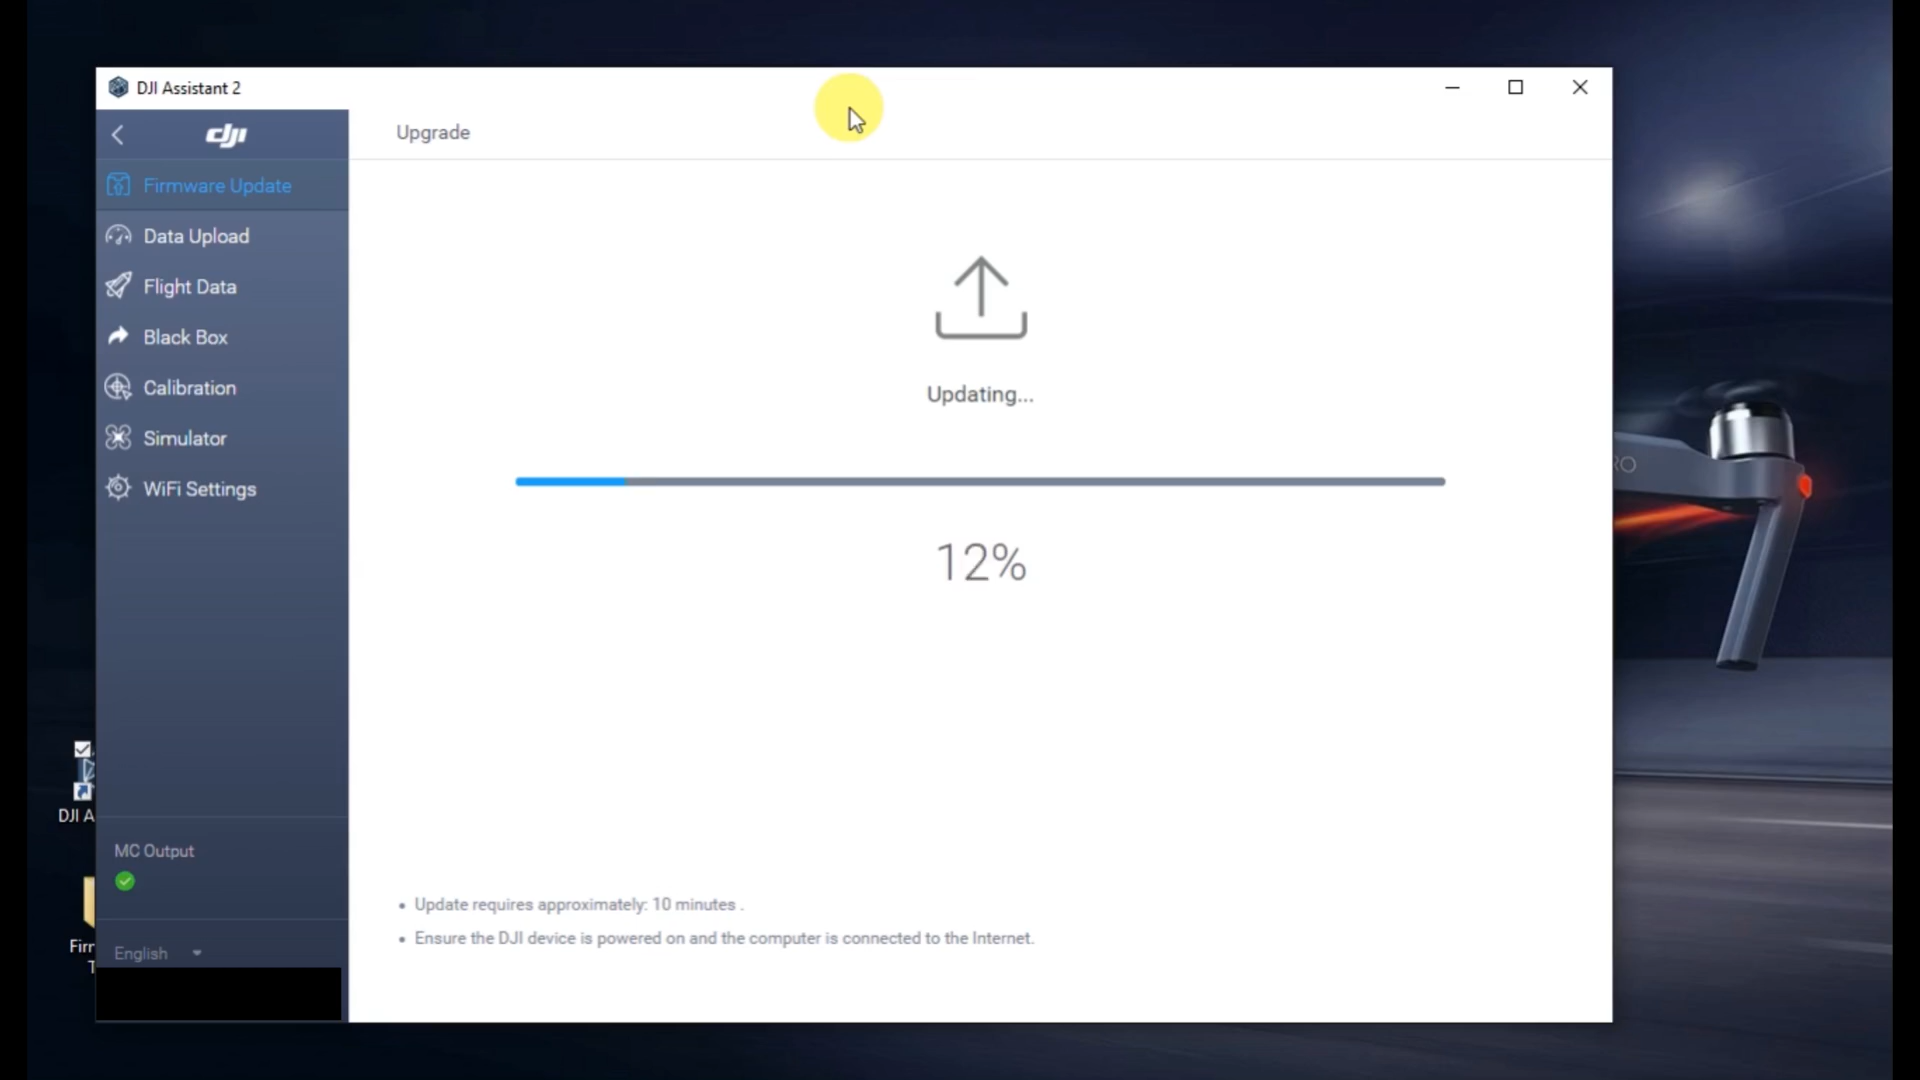 DJI Assistant 2
dji
Upgrade
Firmware Update
Data Upload
Flight Data
Black Box
Calibration
Simulator
WiFi Settings
Updating...
12%
RO
DJI A
MC Output
• Update requires approximately: 10 minutes .
• Ensure the DJI device is powered on and the computer is connected to the Internet.
English
Firm
T